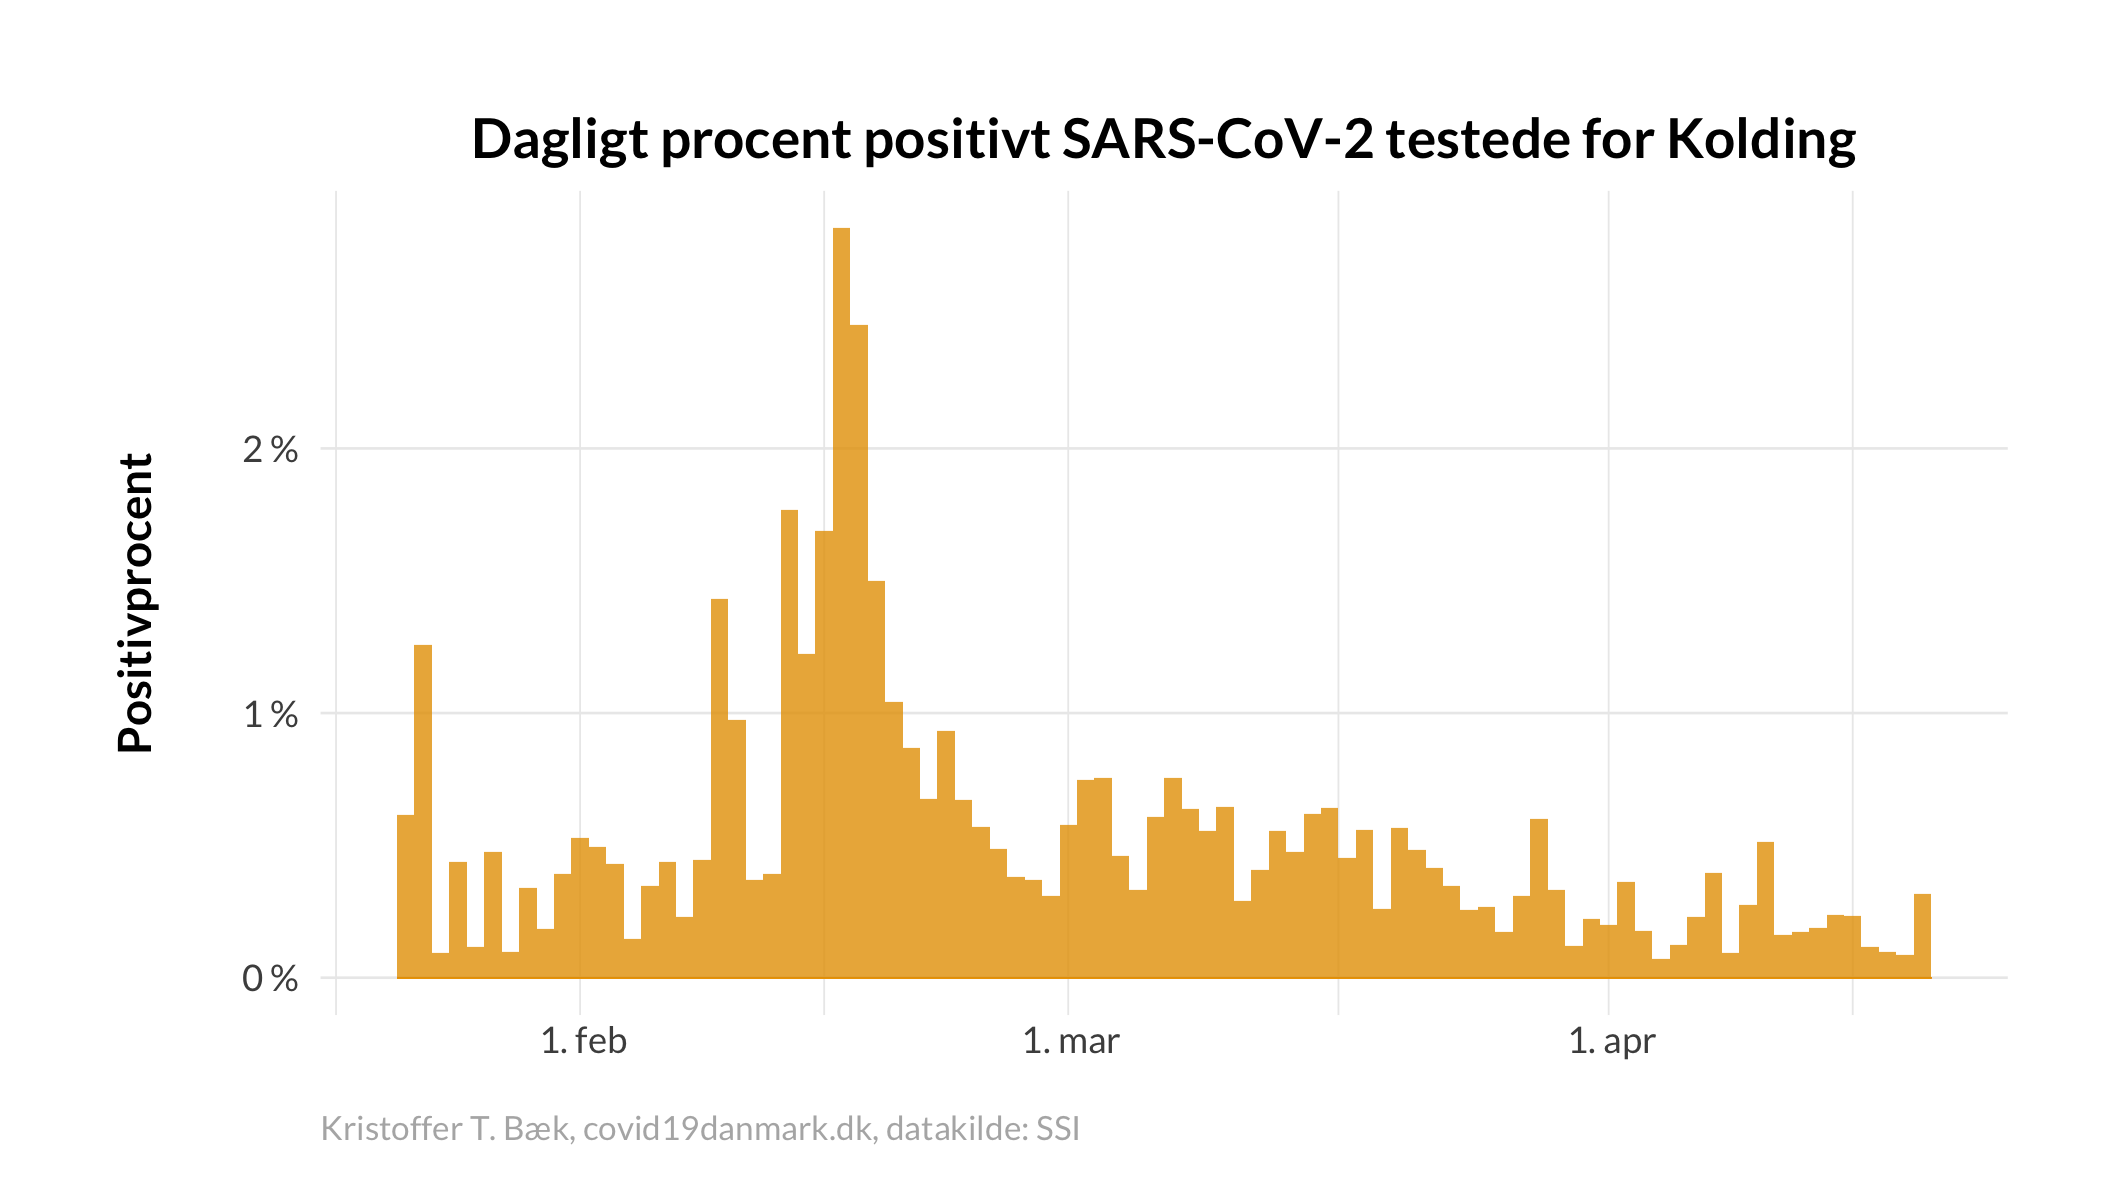 Dagligt procent positivt SARS-CoV-2 testede for Kolding
Positivprocent
2 %
1 %
0 %
1. feb
1. mar
1. apr
Kristoffer T. Bæk, covid19danmark.dk, datakilde: SSI